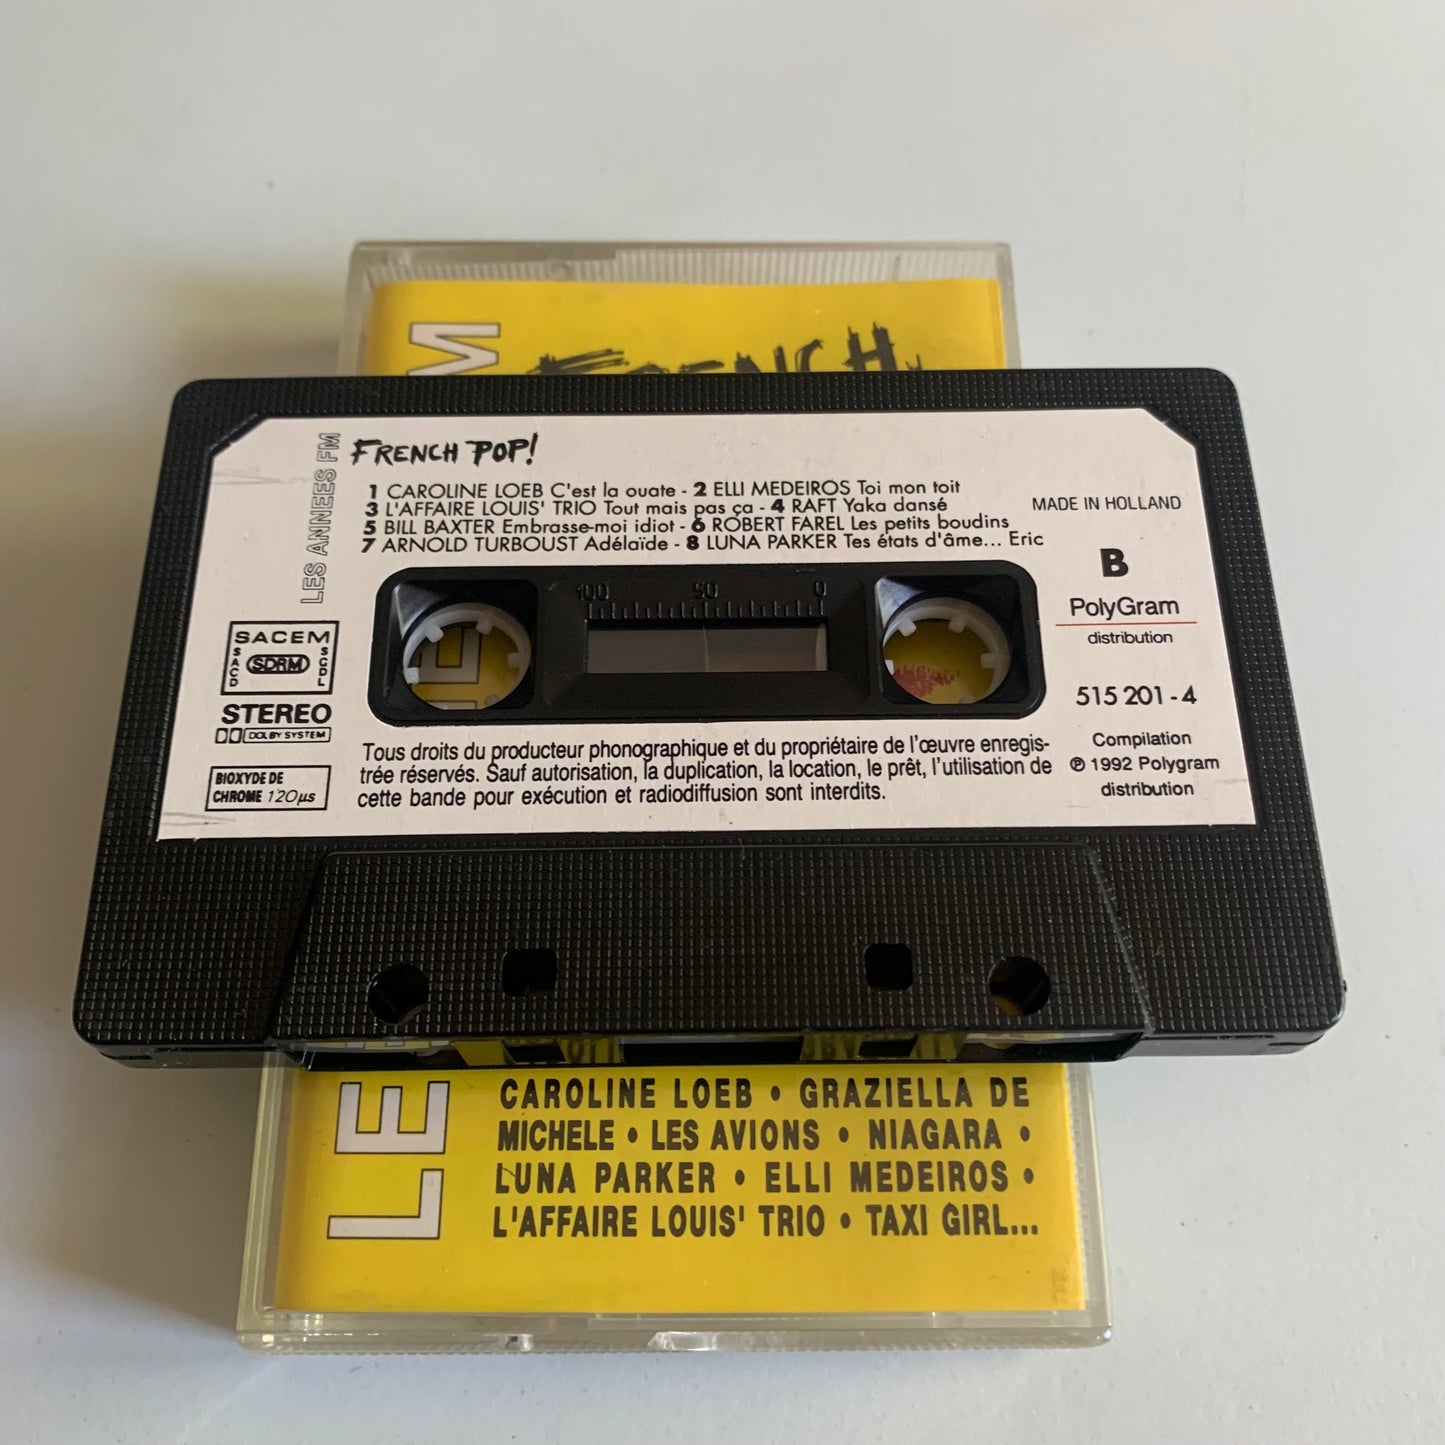 FRENCH
LES ANNEES FM
FRENCH POP!
1 CAROLINE LOEB C'est la ouate - 2 ELLI MEDEIROS Toi mon toit
3 L'AFFAIRE LOUIS' TRIO Tout mais pas ça - 4 RAFT Yaka dansé
5 BILL BAXTER Embrasse-moi idiot - 6 ROBERT FAREL Les petits boudins
7 ARNOLD TURBOUST Adélaïde - 8 LUNA PARKER Tes états d'âme... Eric
MADE IN HOLLAND
B
PolyGram
distribution
515 201 - 4
Compilation
℗ 1992 Polygram
distribution
100 50 0
SACEM
SACD
SDRM
SCDL
STEREO
DOLBY SYSTEM
BIOXYDE DE
CHROME 120µs
Tous droits du producteur phonographique et du propriétaire de l'œuvre enregis-
trée réservés. Sauf autorisation, la duplication, la location, le prêt, l'utilisation de
cette bande pour exécution et radiodiffusion sont interdits.
LE
CAROLINE LOEB • GRAZIELLA DE
MICHELE • LES AVIONS • NIAGARA •
LUNA PARKER • ELLI MEDEIROS •
L'AFFAIRE LOUIS' TRIO • TAXI GIRL...